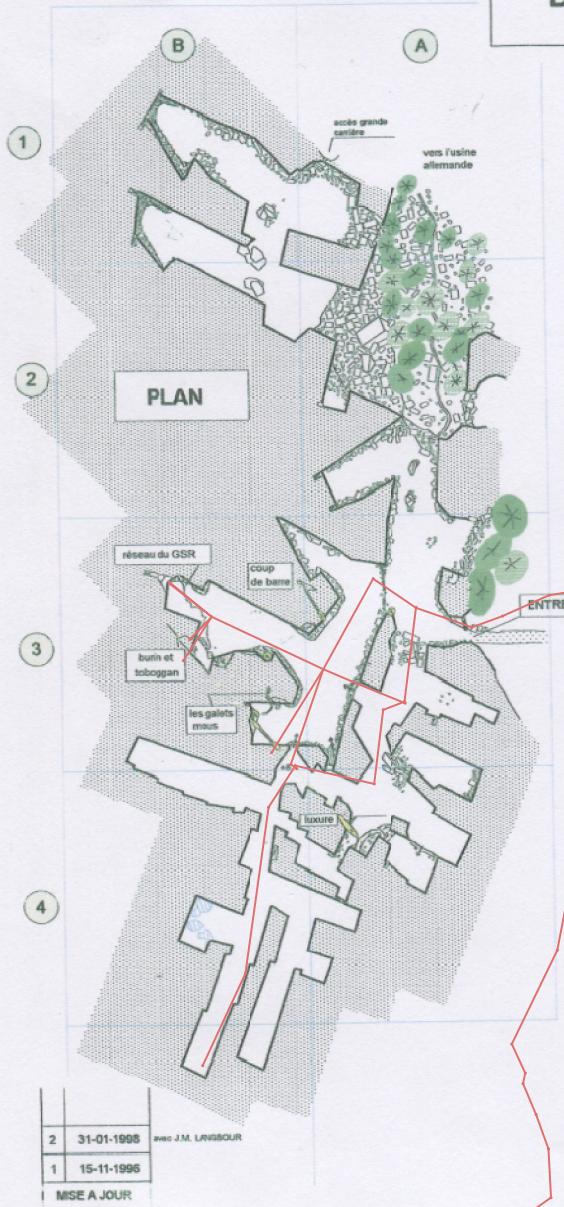 B
A
1
accès grande
carrière
vers l'usine
allemande
2
PLAN
réseau du GSR
coup
de barre
ENTRE
3
burin et
toboggan
les galets
mous
luxure
4
2 31-01-1998 avec J.M. LANGBOUR
1 15-11-1996
MISE A JOUR